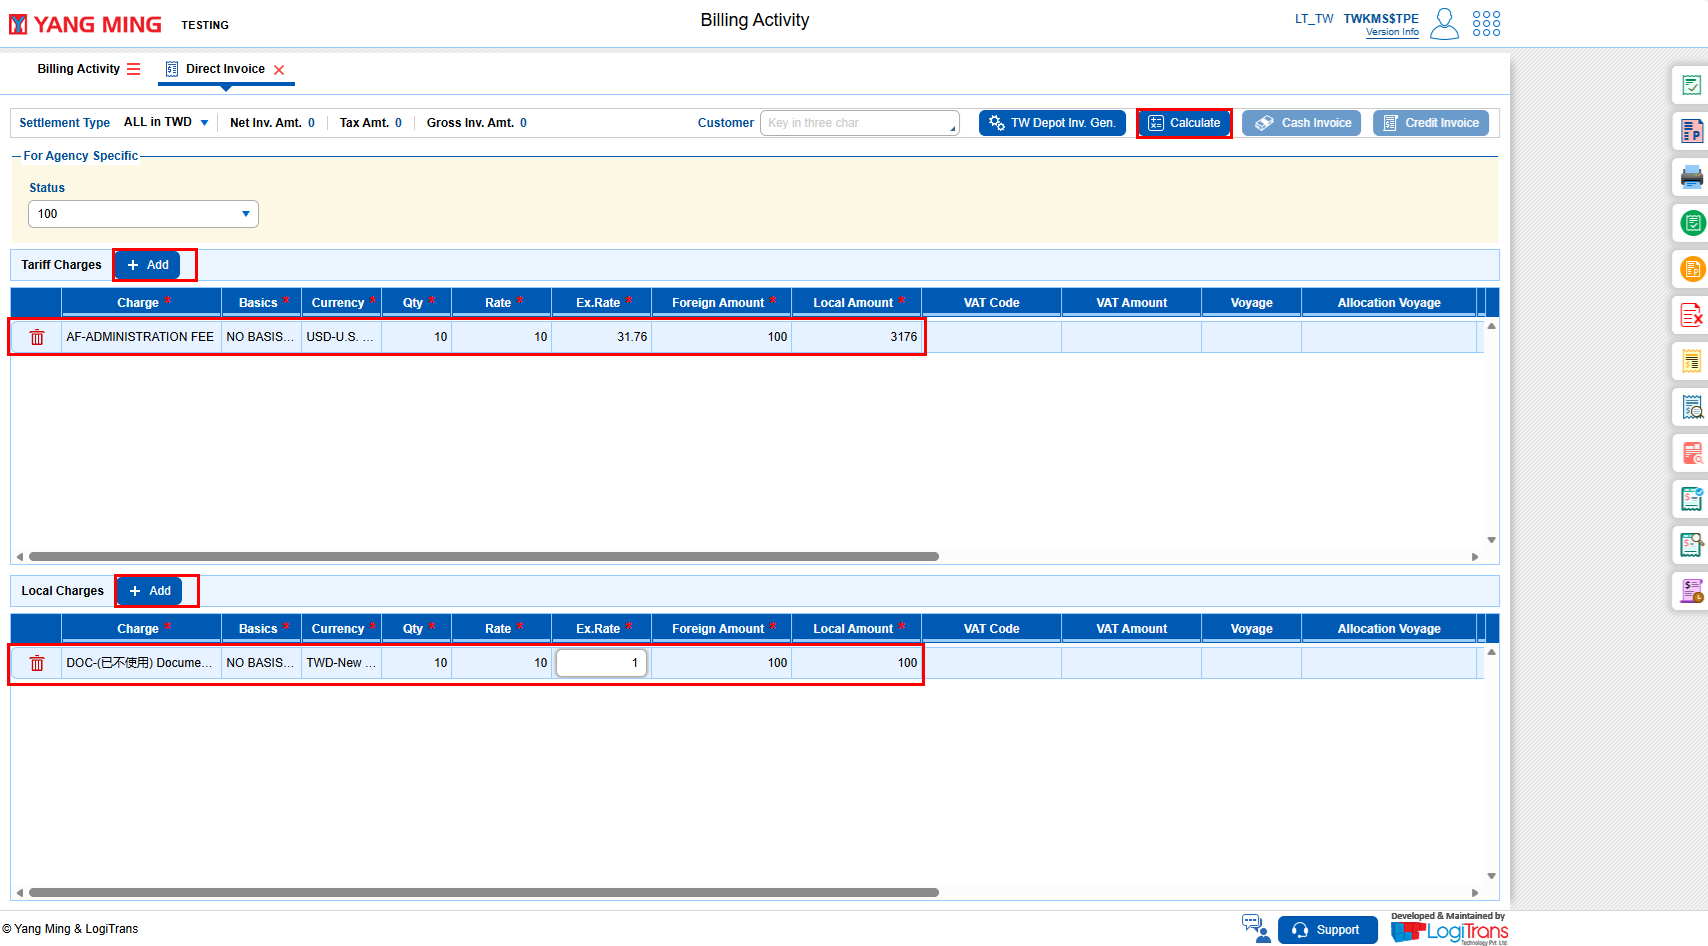 YANG MING TESTING Billing Activity LT_TW TWKMS$TPE
Version Info
Billing Activity Direct Invoice
Settlement Type ALL in TWD Net Inv. Amt. 0 Tax Amt. 0 Gross Inv. Amt. 0 Customer Key in three char TW Depot Inv. Gen. Calculate Cash Invoice Credit Invoice
For Agency Specific
Status
100
Tariff Charges + Add
Charge * Basics * Currency * Qty * Rate * Ex.Rate * Foreign Amount * Local Amount * VAT Code VAT Amount Voyage Allocation Voyage
AF-ADMINISTRATION FEE NO BASIS... USD-U.S. ... 10 10 31.76 100 3176
Local Charges + Add
Charge * Basics * Currency * Qty * Rate * Ex.Rate * Foreign Amount * Local Amount * VAT Code VAT Amount Voyage Allocation Voyage
DOC-(已不使用) Docume... NO BASIS... TWD-New ... 10 10 1 100 100
© Yang Ming & LogiTrans Support
Developed & Maintained by
LogiTrans
Technology Pvt. Ltd.